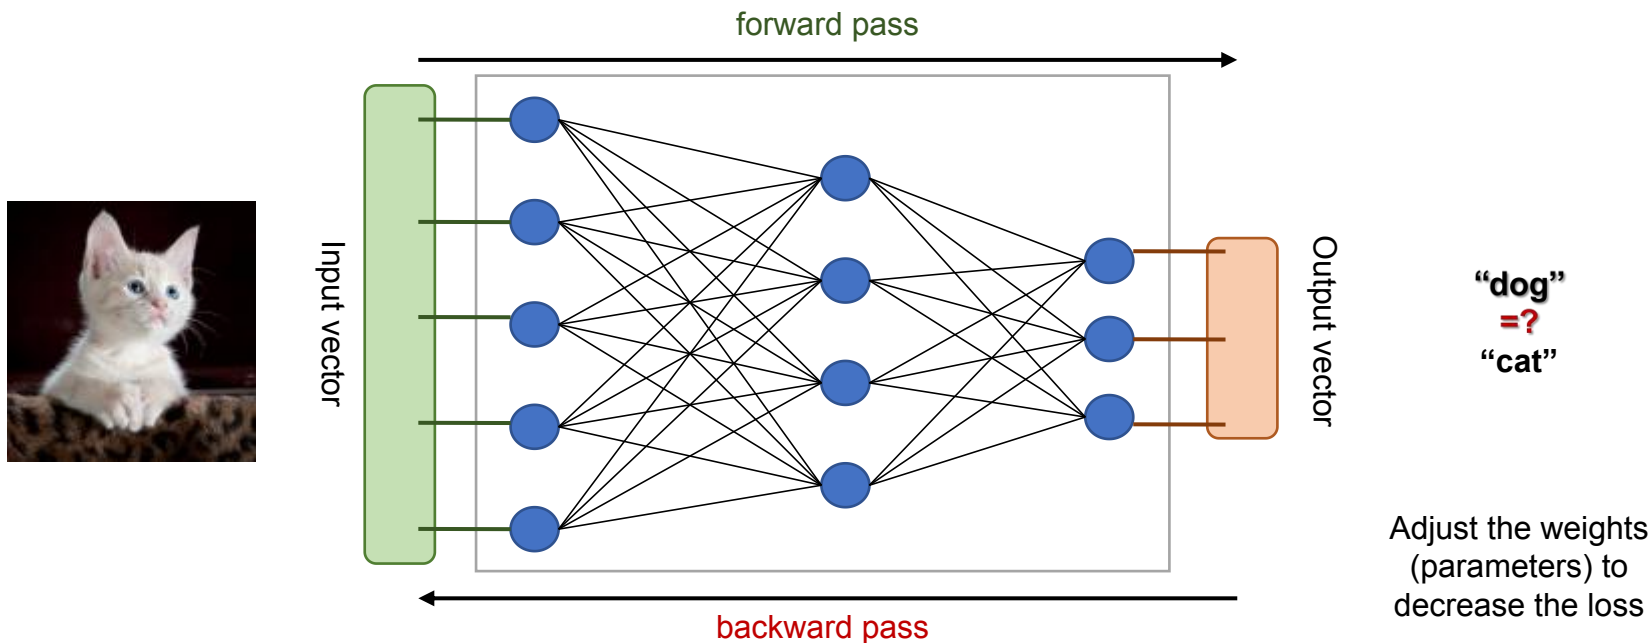 forward pass
Input vector
Output vector
“dog”
=?
“cat”
Adjust the weights
(parameters) to
decrease the loss
backward pass